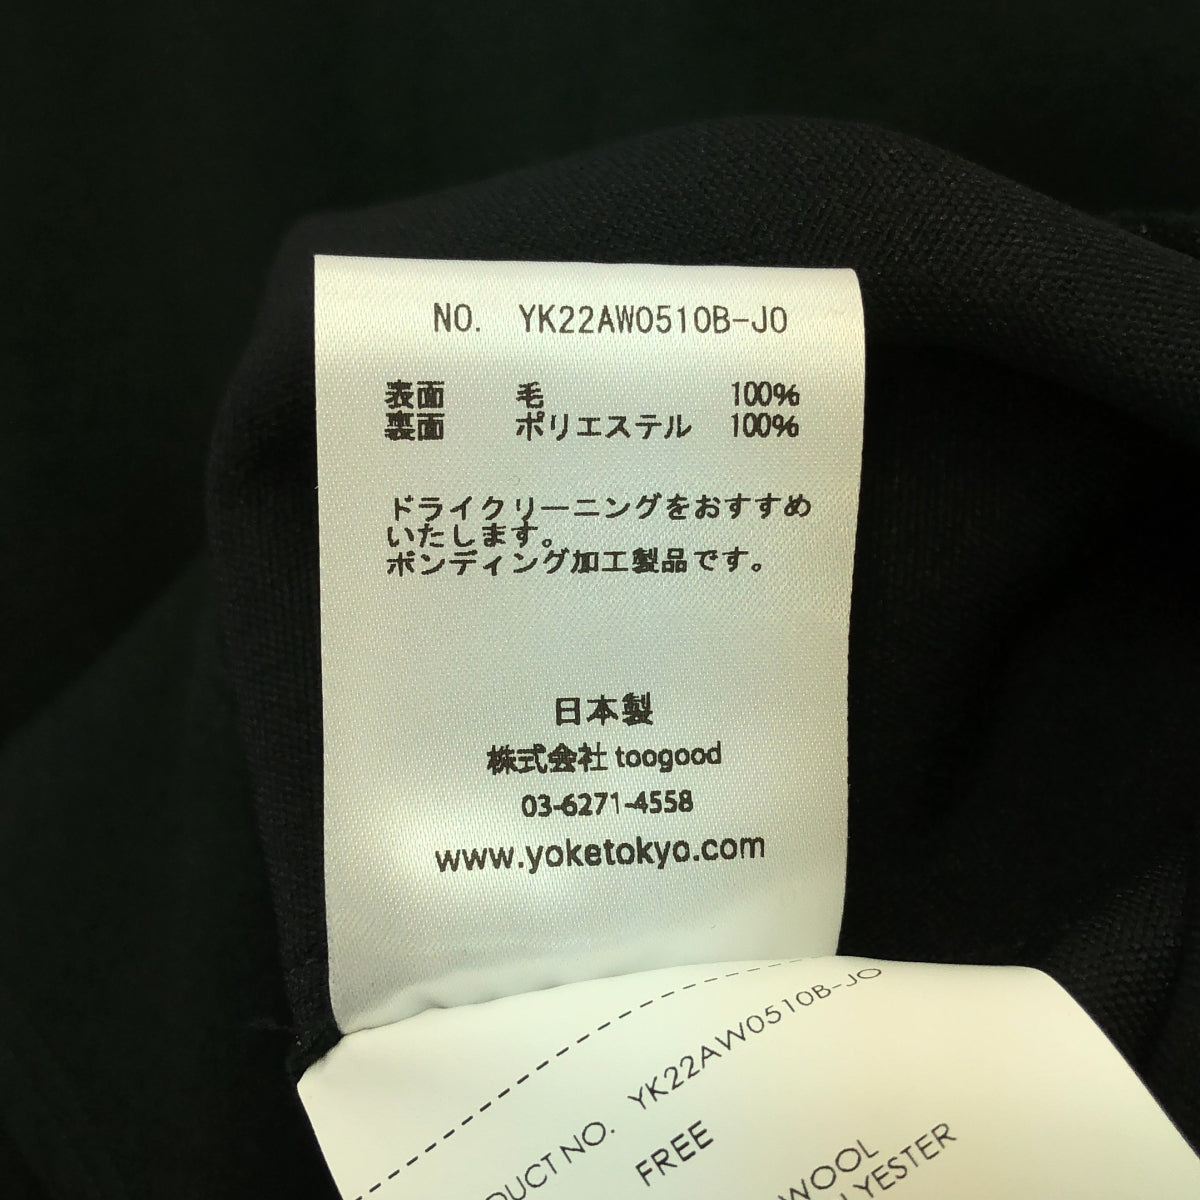 NO. YK22AW0510B-JO
表面 毛 100%
裏面 ポリエステル 100%
ドライクリーニングをおすすめ
いたします。
ボンディング加工製品です。
日本製
株式会社 toogood
03-6271-4558
www.yoketokyo.com
NO. YK22AW0510B-JO
FREE
WOOL